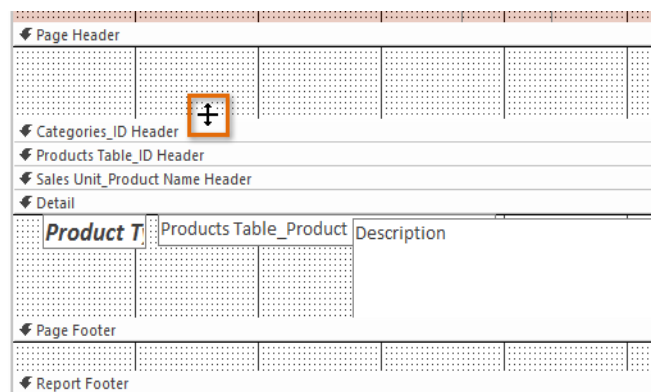 Page Header
Categories_ID Header
Products Table_ID Header
Sales Unit_Product Name Header
Detail
Product Ty Products Table_Product Description
Page Footer
Report Footer